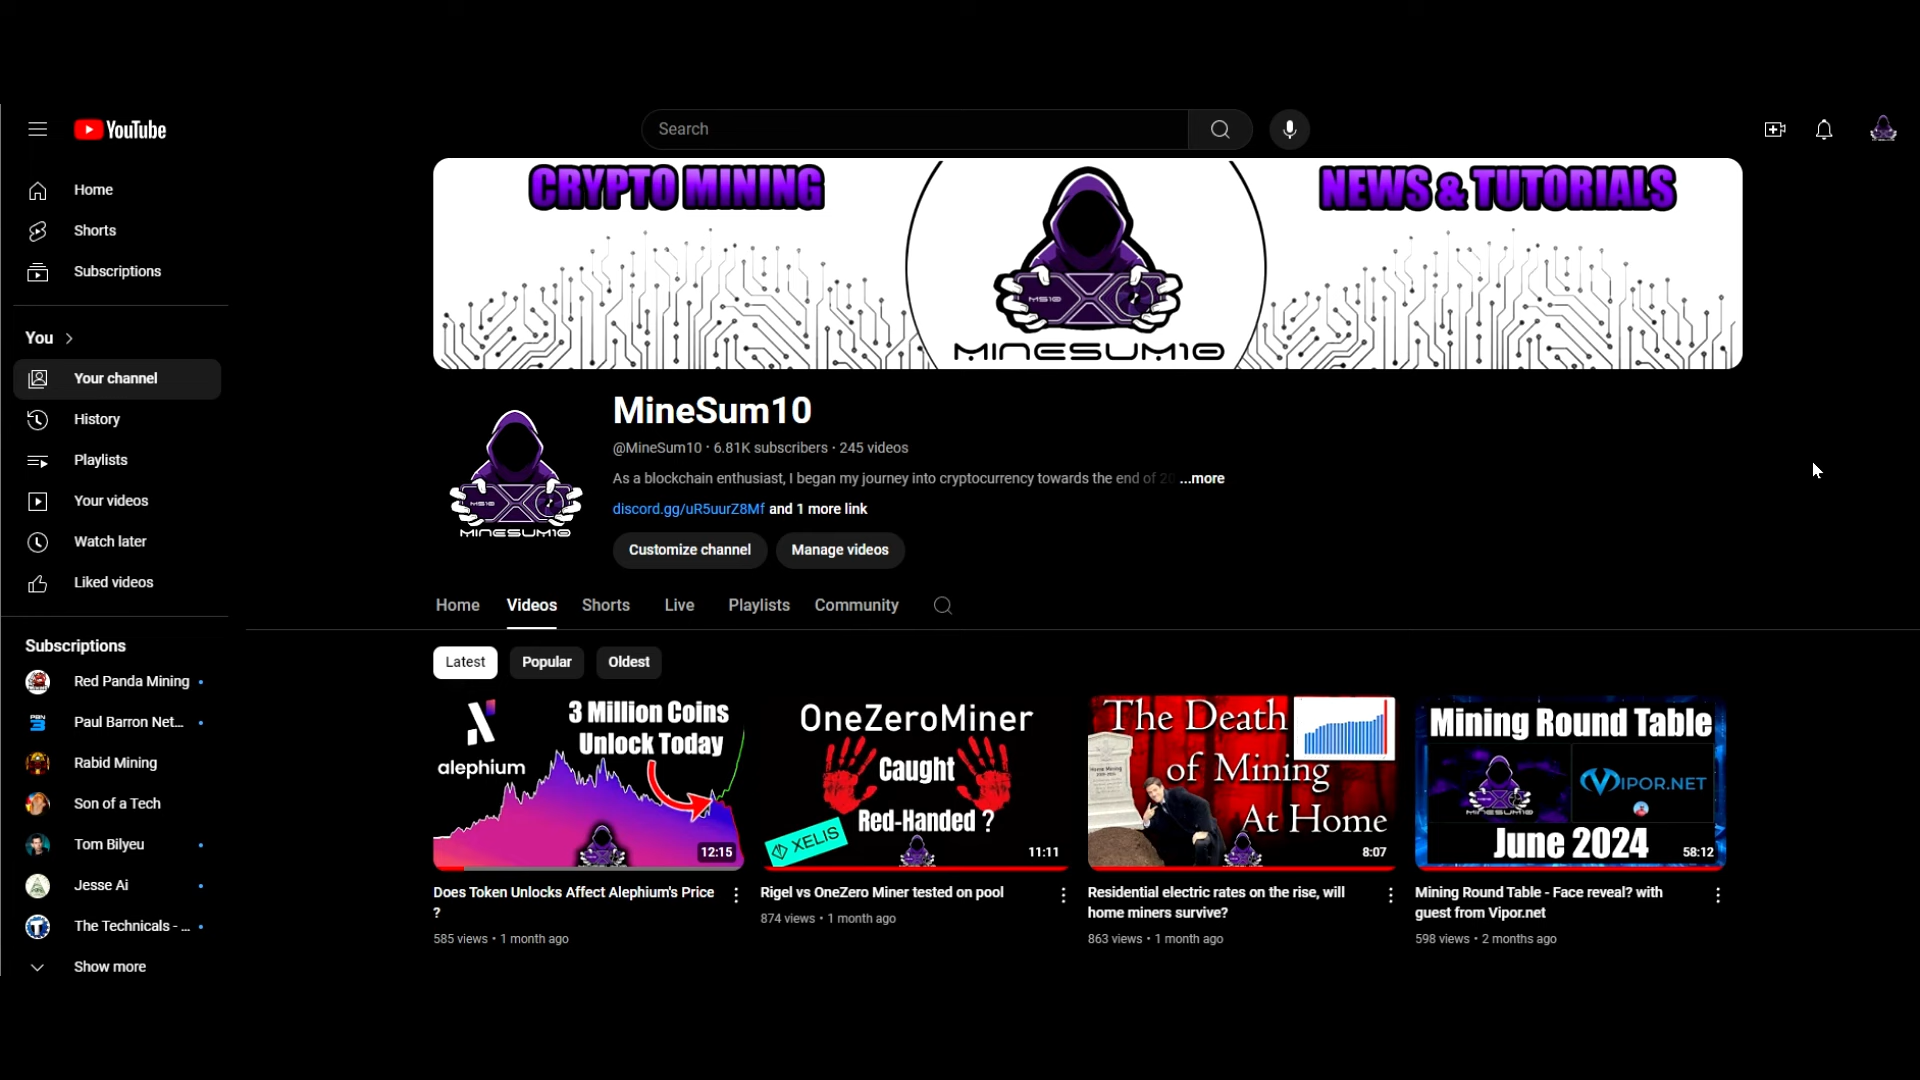 YouTube
Search
Home
Shorts
Subscriptions
You
Your channel
History
Playlists
Your videos
Watch later
Liked videos
Subscriptions
Red Panda Mining
Paul Barron Net...
Rabid Mining
Son of a Tech
Tom Bilyeu
Jesse Ai
The Technicals - ...
Show more
CRYPTO MINING
NEWS & TUTORIALS
MS10
MINESUM10
MS10
MINESUM10
MineSum10
@MineSum10 · 6.81K subscribers · 245 videos
As a blockchain enthusiast, I began my journey into cryptocurrency towards the end of 20 ...more
discord.gg/uR5uurZ8Mf and 1 more link
Customize channel
Manage videos
Home
Videos
Shorts
Live
Playlists
Community
Latest
Popular
Oldest
alephium
3 Million Coins
Unlock Today
12:15
Does Token Unlocks Affect Alephium's Price
?
585 views • 1 month ago
OneZeroMiner
Caught
Red-Handed ?
XELIS
11:11
Rigel vs OneZero Miner tested on pool
874 views • 1 month ago
The Death
of Mining
At Home
8:07
Residential electric rates on the rise, will
home miners survive?
863 views • 1 month ago
Mining Round Table
MINESUM10
VIPOR.NET
June 2024
58:12
Mining Round Table - Face reveal? with
guest from Vipor.net
598 views • 2 months ago